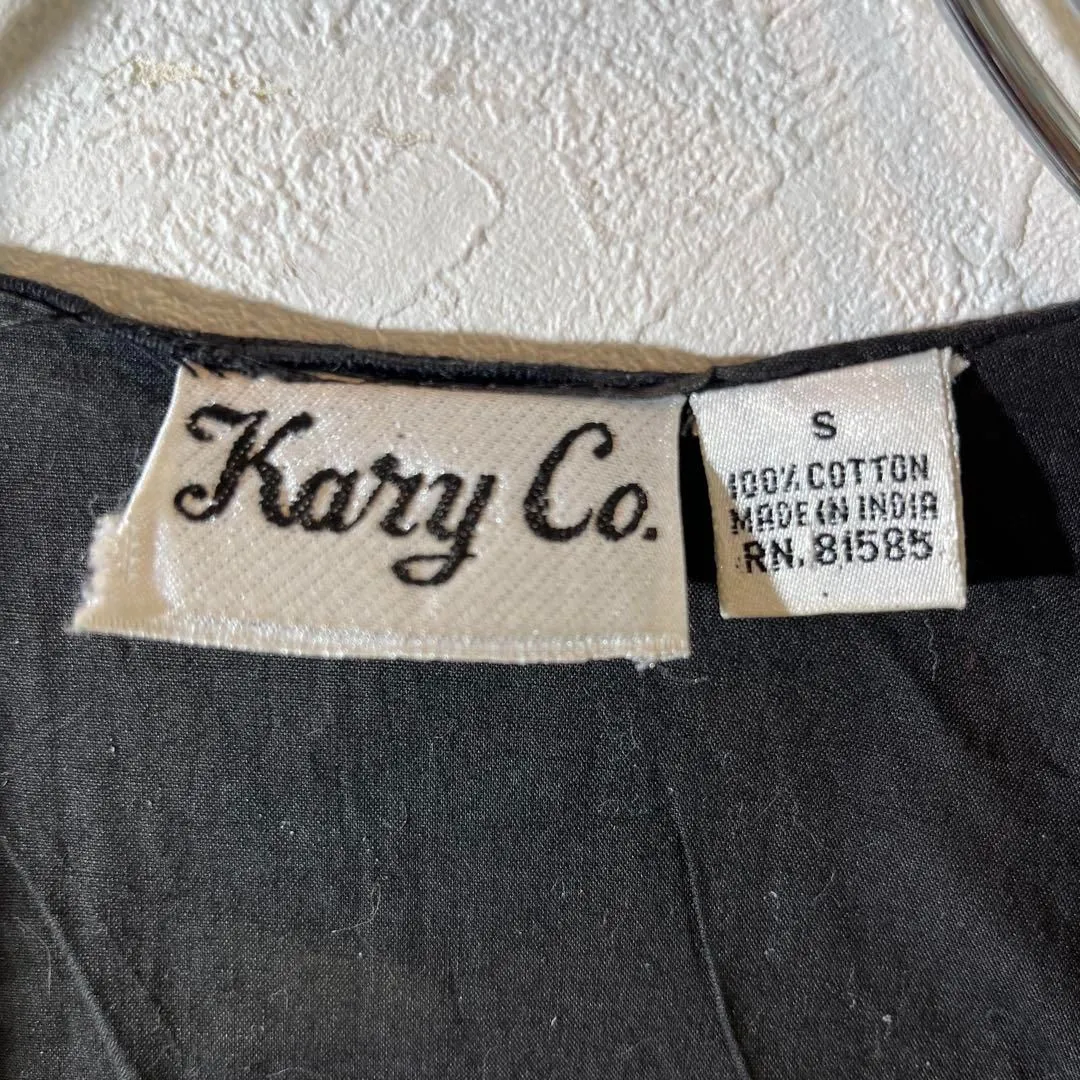 Kary Co.
S
100% COTTON
MADE IN INDIA
RN. 81585